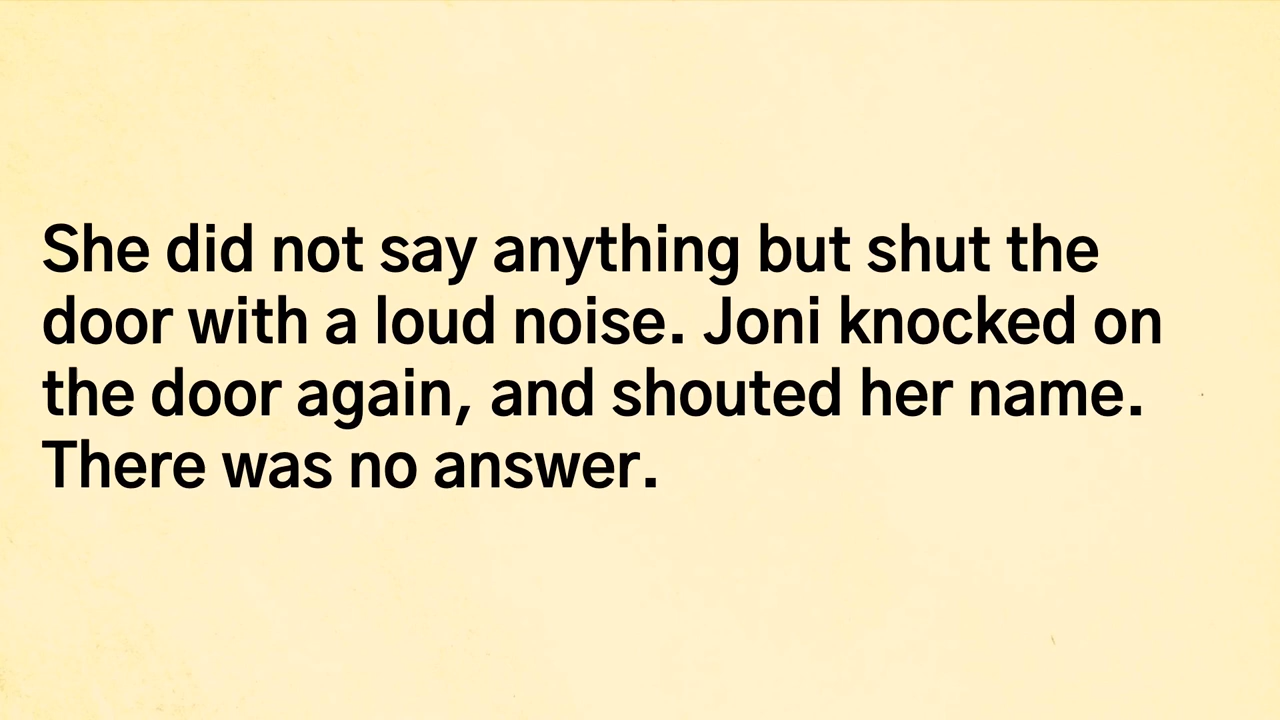 She did not say anything but shut the
door with a loud noise. Joni knocked on
the door again, and shouted her name.
There was no answer.